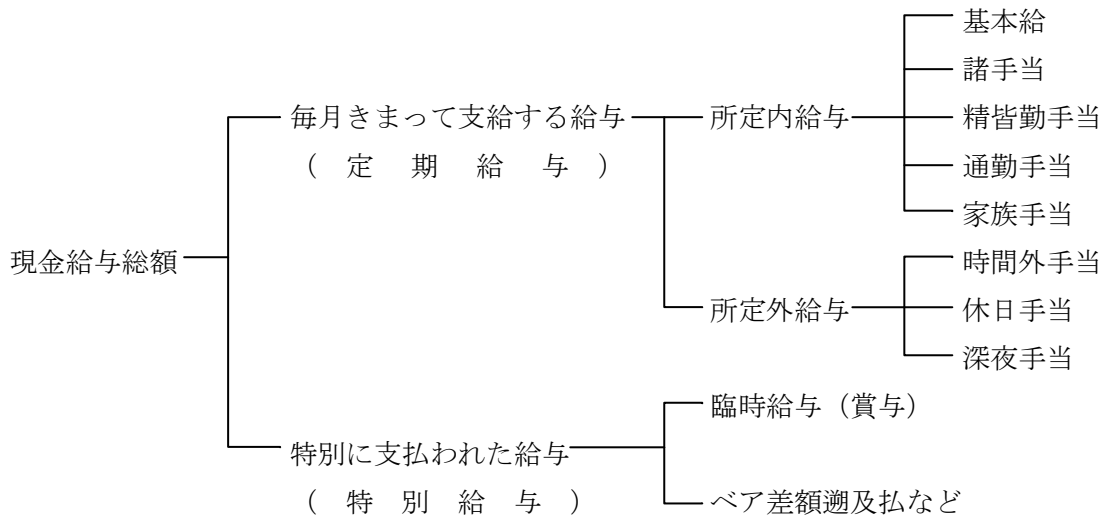 現金給与総額
毎月きまって支給する給与
（定期給与）
所定内給与
基本給
諸手当
精皆勤手当
通勤手当
家族手当
所定外給与
時間外手当
休日手当
深夜手当
特別に支払われた給与
（特別給与）
臨時給与（賞与）
ベア差額遡及払など